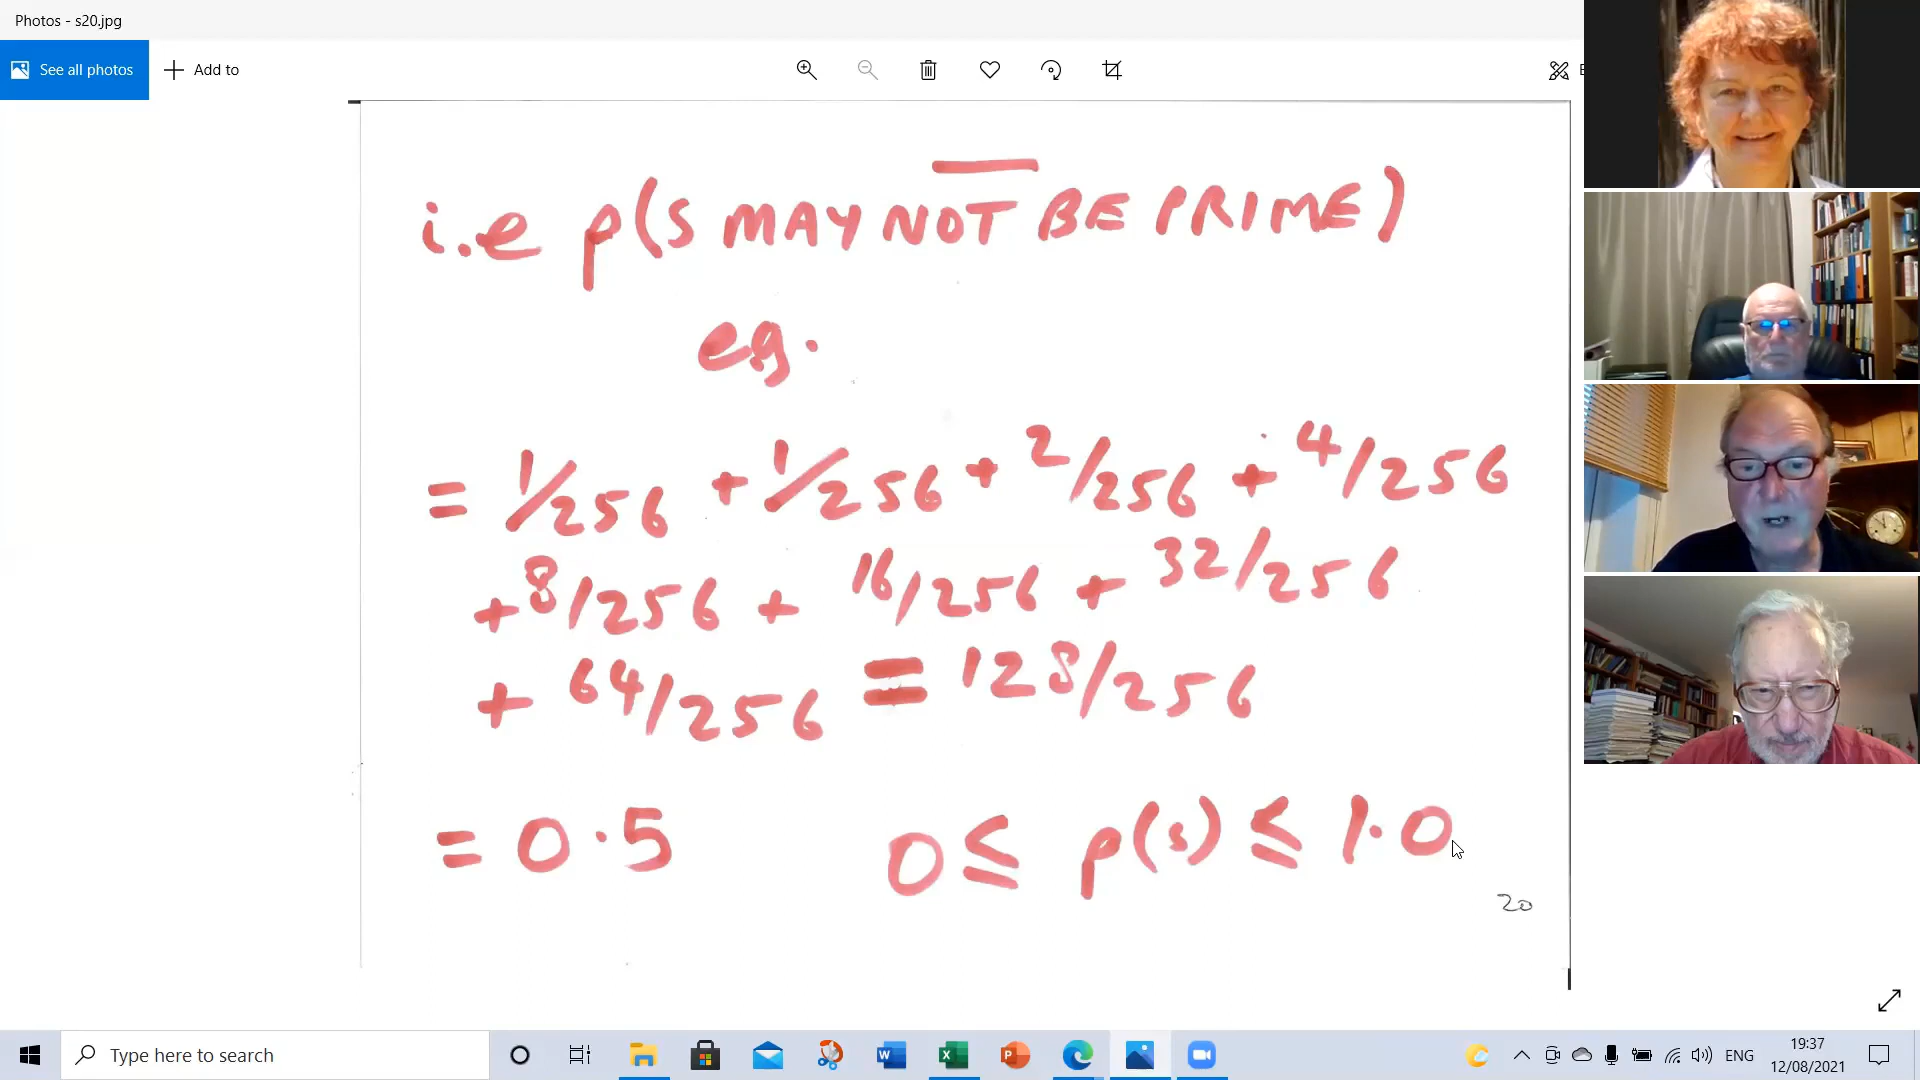 Photos - s20.jpg
See all photos
Add to
i.e p(S MAY NOT BE PRIME)
eg.
= 1/256 + 1/256 + 2/256 + 4/256
+ 8/256 + 16/256 + 32/256
+ 64/256 = 128/256
= 0.5 0 ≤ p(s) ≤ 1.0
20
Type here to search
ENG
19:37
12/08/2021